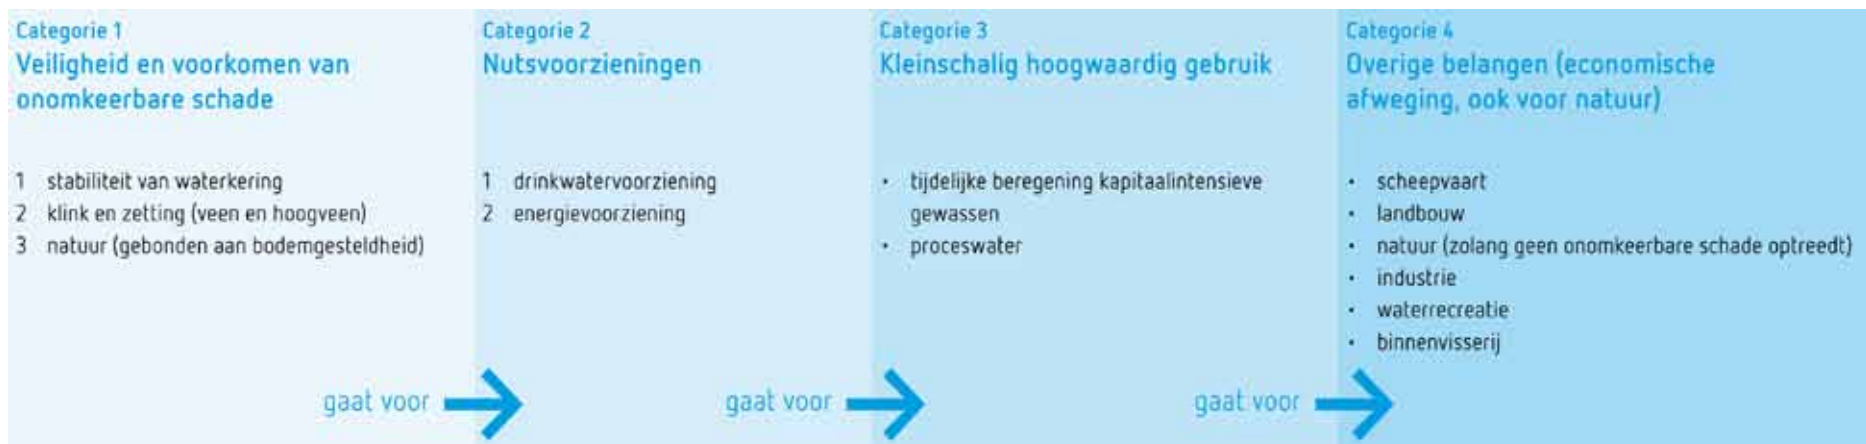 Categorie 1
Veiligheid en voorkomen van
onomkeerbare schade
1 stabiliteit van waterkering
2 klink en zetting (veen en hoogveen)
3 natuur (gebonden aan bodemgesteldheid)
gaat voor
Categorie 2
Nutsvoorzieningen
1 drinkwatervoorziening
2 energievoorziening
gaat voor
Categorie 3
Kleinschalig hoogwaardig gebruik
• tijdelijke beregening kapitaalintensieve
gewassen
• proceswater
gaat voor
Categorie 4
Overige belangen (economische
afweging, ook voor natuur)
• scheepvaart
• landbouw
• natuur (zolang geen onomkeerbare schade optreedt)
• industrie
• waterrecreatie
• binnenvisserij